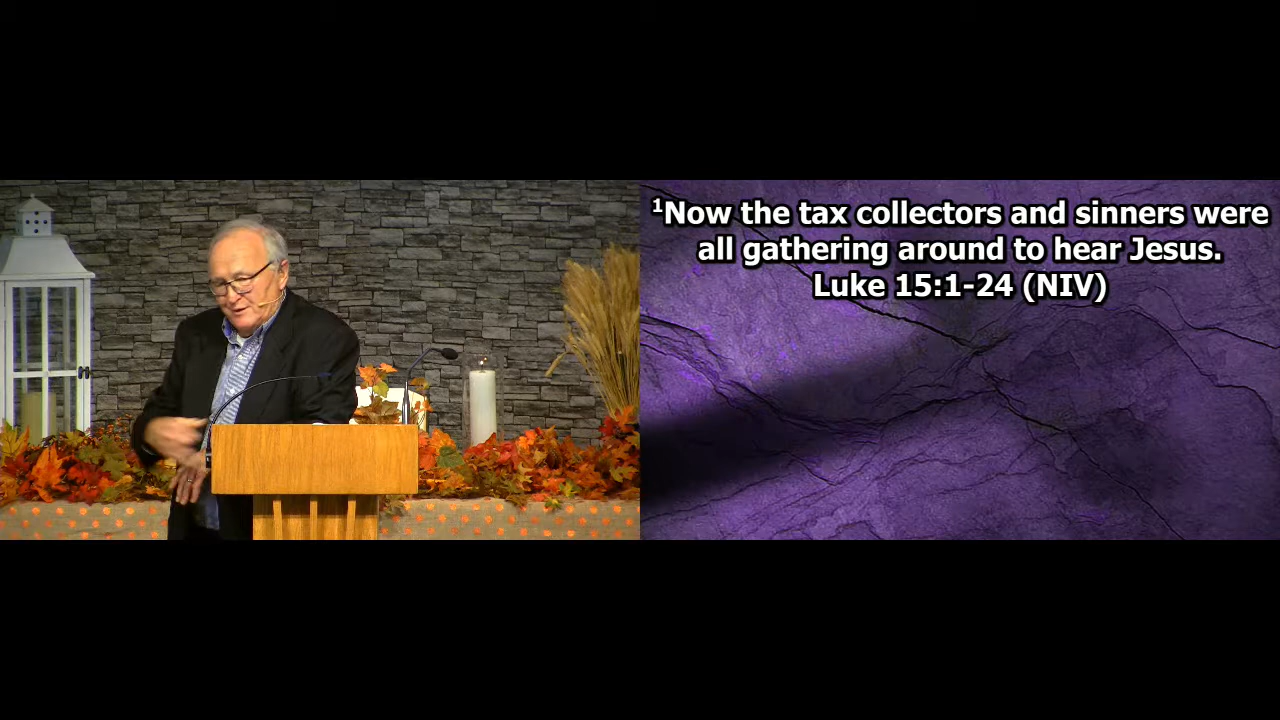 ¹Now the tax collectors and sinners were
all gathering around to hear Jesus.
Luke 15:1-24 (NIV)